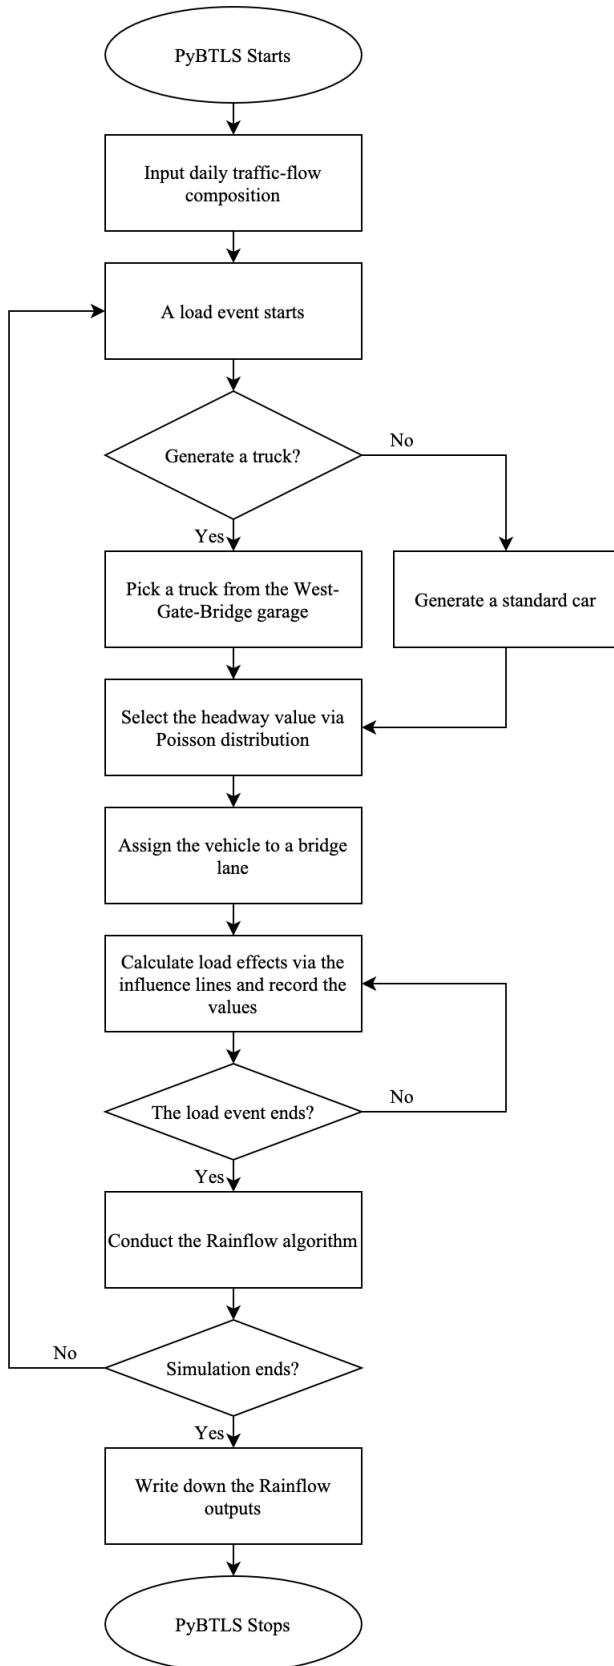 PyBTLS Starts
Input daily traffic-flow
composition
A load event starts
Generate a truck?
No
Yes
Pick a truck from the West-
Gate-Bridge garage
Generate a standard car
Select the headway value via
Poisson distribution
Assign the vehicle to a bridge
lane
Calculate load effects via the
influence lines and record the
values
The load event ends?
No
Yes
Conduct the Rainflow algorithm
Simulation ends?
No
Yes
Write down the Rainflow
outputs
PyBTLS Stops